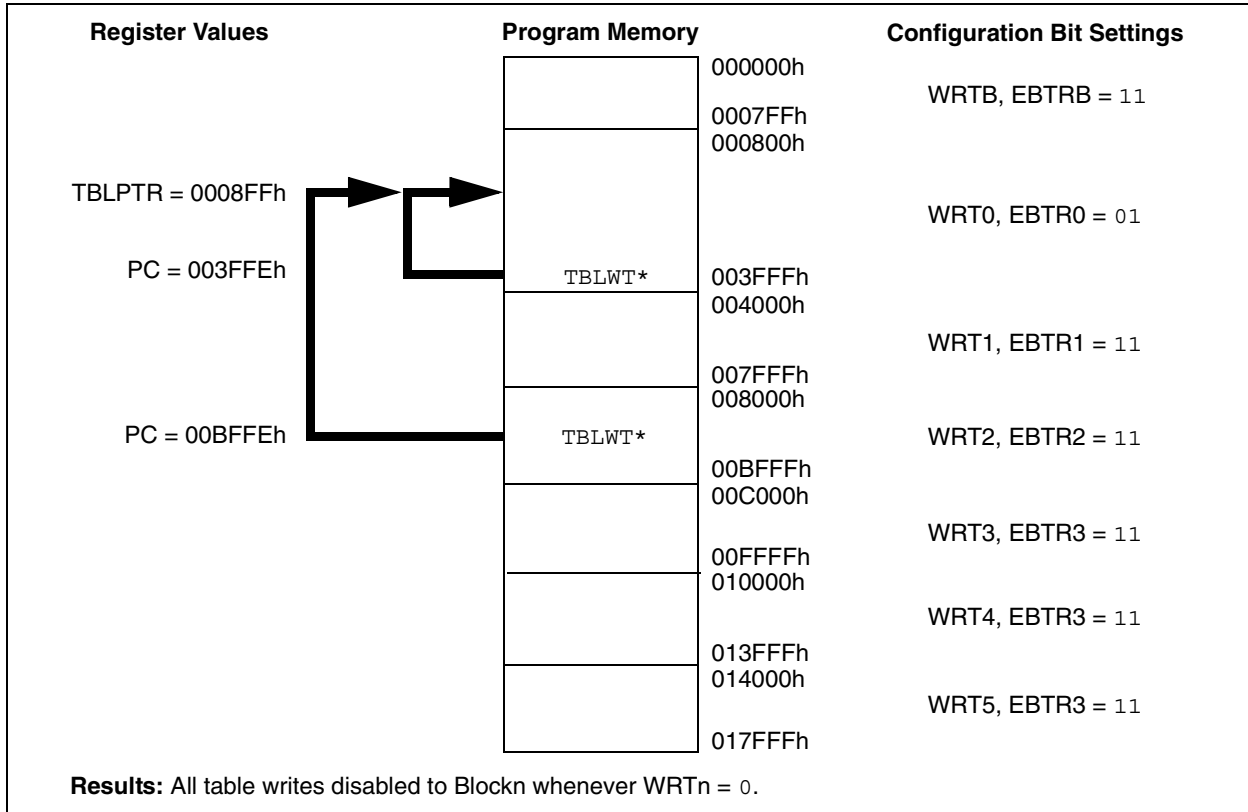 Register Values Program Memory Configuration Bit Settings
000000h
WRTB, EBTRB = 11
0007FFh
000800h
TBLPTR = 0008FFh
WRT0, EBTR0 = 01
PC = 003FFEh
TBLWT*
003FFFh
004000h
WRT1, EBTR1 = 11
007FFFh
008000h
PC = 00BFFEh
TBLWT*
WRT2, EBTR2 = 11
00BFFFh
00C000h
WRT3, EBTR3 = 11
00FFFFh
010000h
WRT4, EBTR3 = 11
013FFFh
014000h
WRT5, EBTR3 = 11
017FFFh
Results: All table writes disabled to Blockn whenever WRTn = 0.